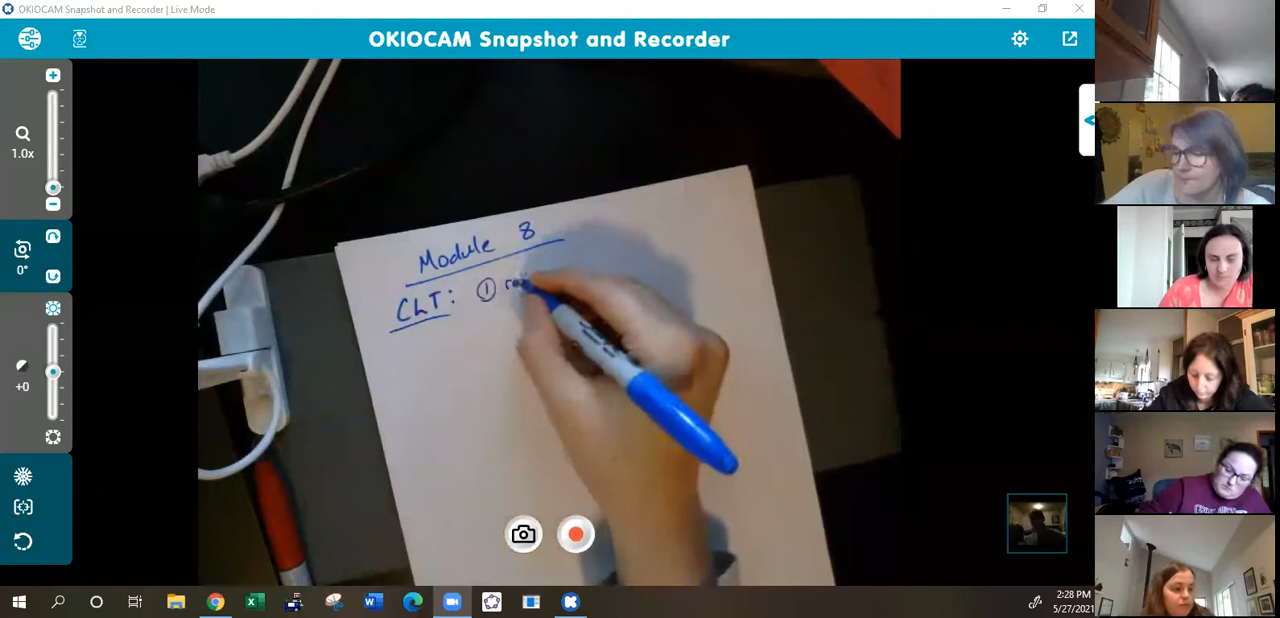 OKIOCAM Snapshot and Recorder | Live Mode
OKIOCAM Snapshot and Recorder
1.0x
0°
+0
Module 8
CLT: ①
2:28 PM
5/27/2021